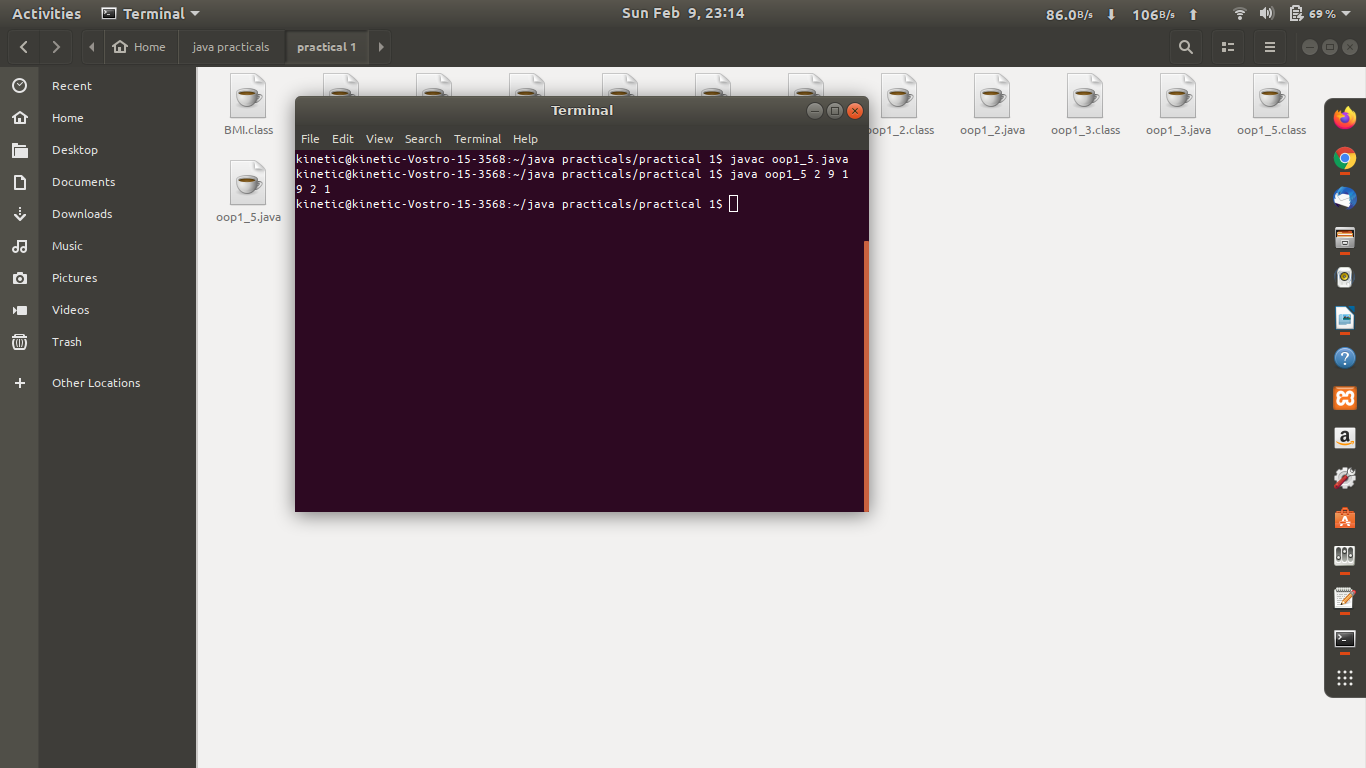 Activities Terminal Sun Feb 9, 23:14 86.0B/s 106B/s 69 %
Home java practicals practical 1
Recent
Home
Desktop
Documents
Downloads
Music
Pictures
Videos
Trash
Other Locations
BMI.class oop1_2.class oop1_2.java oop1_3.class oop1_3.java oop1_5.class
oop1_5.java
Terminal
File Edit View Search Terminal Help
kinetic@kinetic-Vostro-15-3568:~/java practicals/practical 1$ javac oop1_5.java
kinetic@kinetic-Vostro-15-3568:~/java practicals/practical 1$ java oop1_5 2 9 1
9 2 1
kinetic@kinetic-Vostro-15-3568:~/java practicals/practical 1$